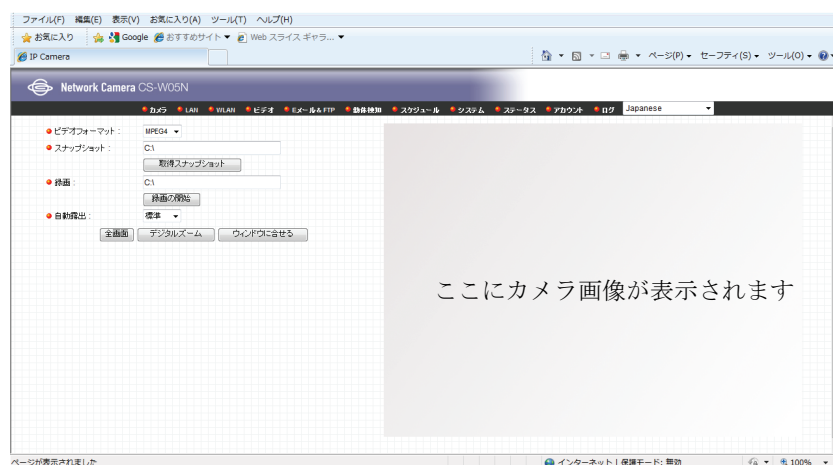 ファイル(F) 編集(E) 表示(V) お気に入り(A) ツール(T) ヘルプ(H)
お気に入り Google おすすめサイト ▼ Web スライス ギャラ... ▼
IP Camera ページ(P) セーフティ(S) ツール(O)
Network Camera CS-W05N
カメラ LAN WLAN ビデオ Eメール& FTP 動体検知 スケジュール システム ステータス アカウント ログ Japanese
ビデオフォーマット : MPEG4
スナップショット : C:\
取得スナップショット
録画 : C:\
録画の開始
自動露出 : 標準
全画面 デジタルズーム ウィンドウに合せる
ここにカメラ画像が表示されます
ページが表示されました インターネット | 保護モード: 無効 100%